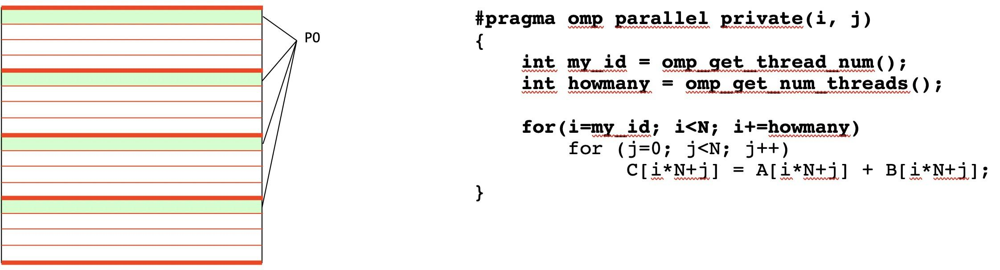 P0
#pragma omp parallel private(i, j)
{
int my_id = omp_get_thread_num();
int howmany = omp_get_num_threads();
for(i=my_id; i<N; i+=howmany)
for (j=0; j<N; j++)
C[i*N+j] = A[i*N+j] + B[i*N+j];
}